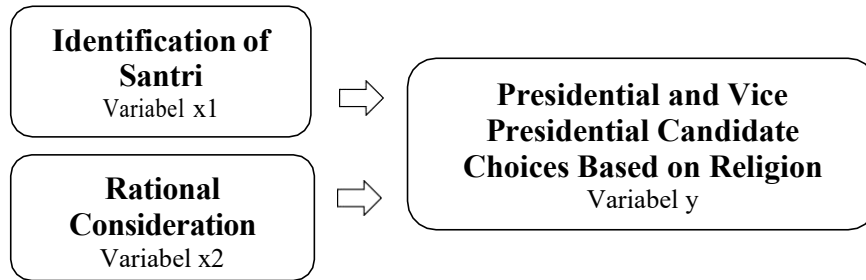 Identification of
Santri
Variabel x1
Rational
Consideration
Variabel x2
Presidential and Vice
Presidential Candidate
Choices Based on Religion
Variabel y